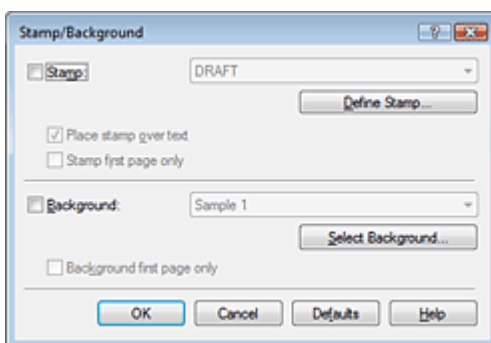 Stamp/Background
Stamp: DRAFT
Define Stamp...
Place stamp over text
Stamp first page only
Background: Sample 1
Select Background...
Background first page only
OK Cancel Defaults Help